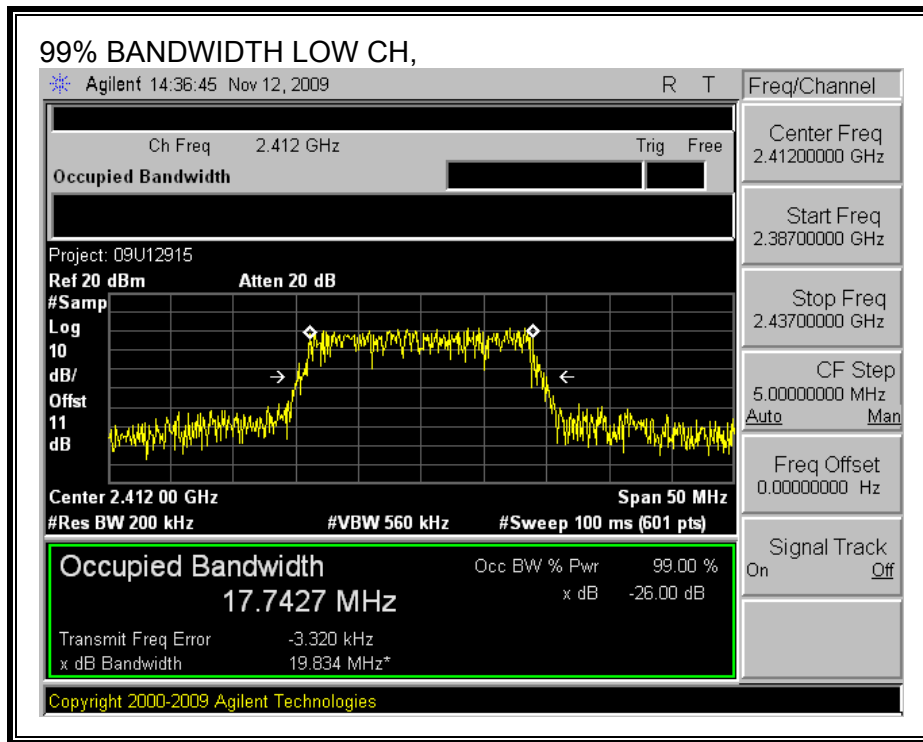 99% BANDWIDTH LOW CH,
Agilent 14:36:45 Nov 12, 2009 R T
Freq/Channel
Ch Freq 2.412 GHz Trig Free
Occupied Bandwidth
Center Freq
2.41200000 GHz
Start Freq
2.38700000 GHz
Stop Freq
2.43700000 GHz
CF Step
5.00000000 MHz
Auto Man
Freq Offset
0.00000000 Hz
Signal Track
On Off
Project: 09U12915
Ref 20 dBm Atten 20 dB
#Samp
Log
10
dB/
Offst
11
dB
Center 2.412 00 GHz Span 50 MHz
#Res BW 200 kHz #VBW 560 kHz #Sweep 100 ms (601 pts)
Occupied Bandwidth Occ BW % Pwr 99.00 %
17.7427 MHz x dB -26.00 dB
Transmit Freq Error -3.320 kHz
x dB Bandwidth 19.834 MHz*
Copyright 2000-2009 Agilent Technologies